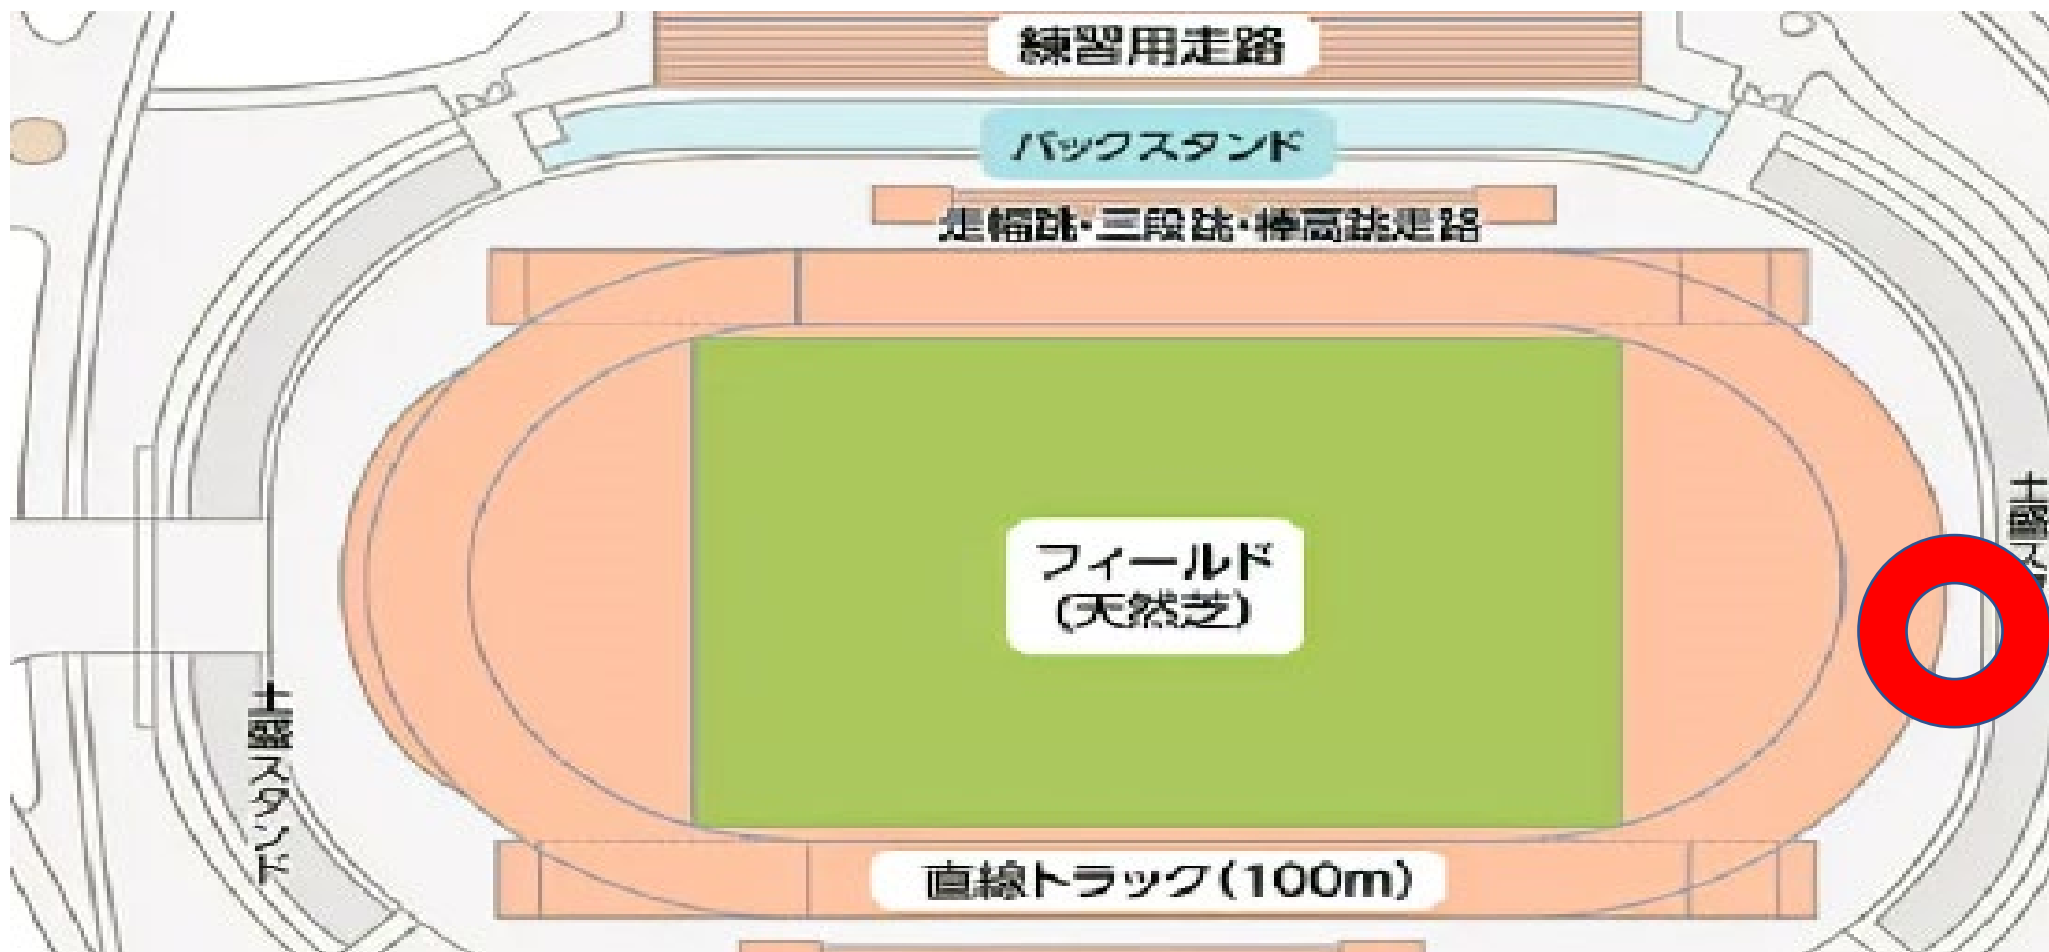 練習用走路
バックスタンド
走幅跳・三段跳・棒高跳走路
フィールド
(天然芝)
土盛スタンド
直線トラック(100m)